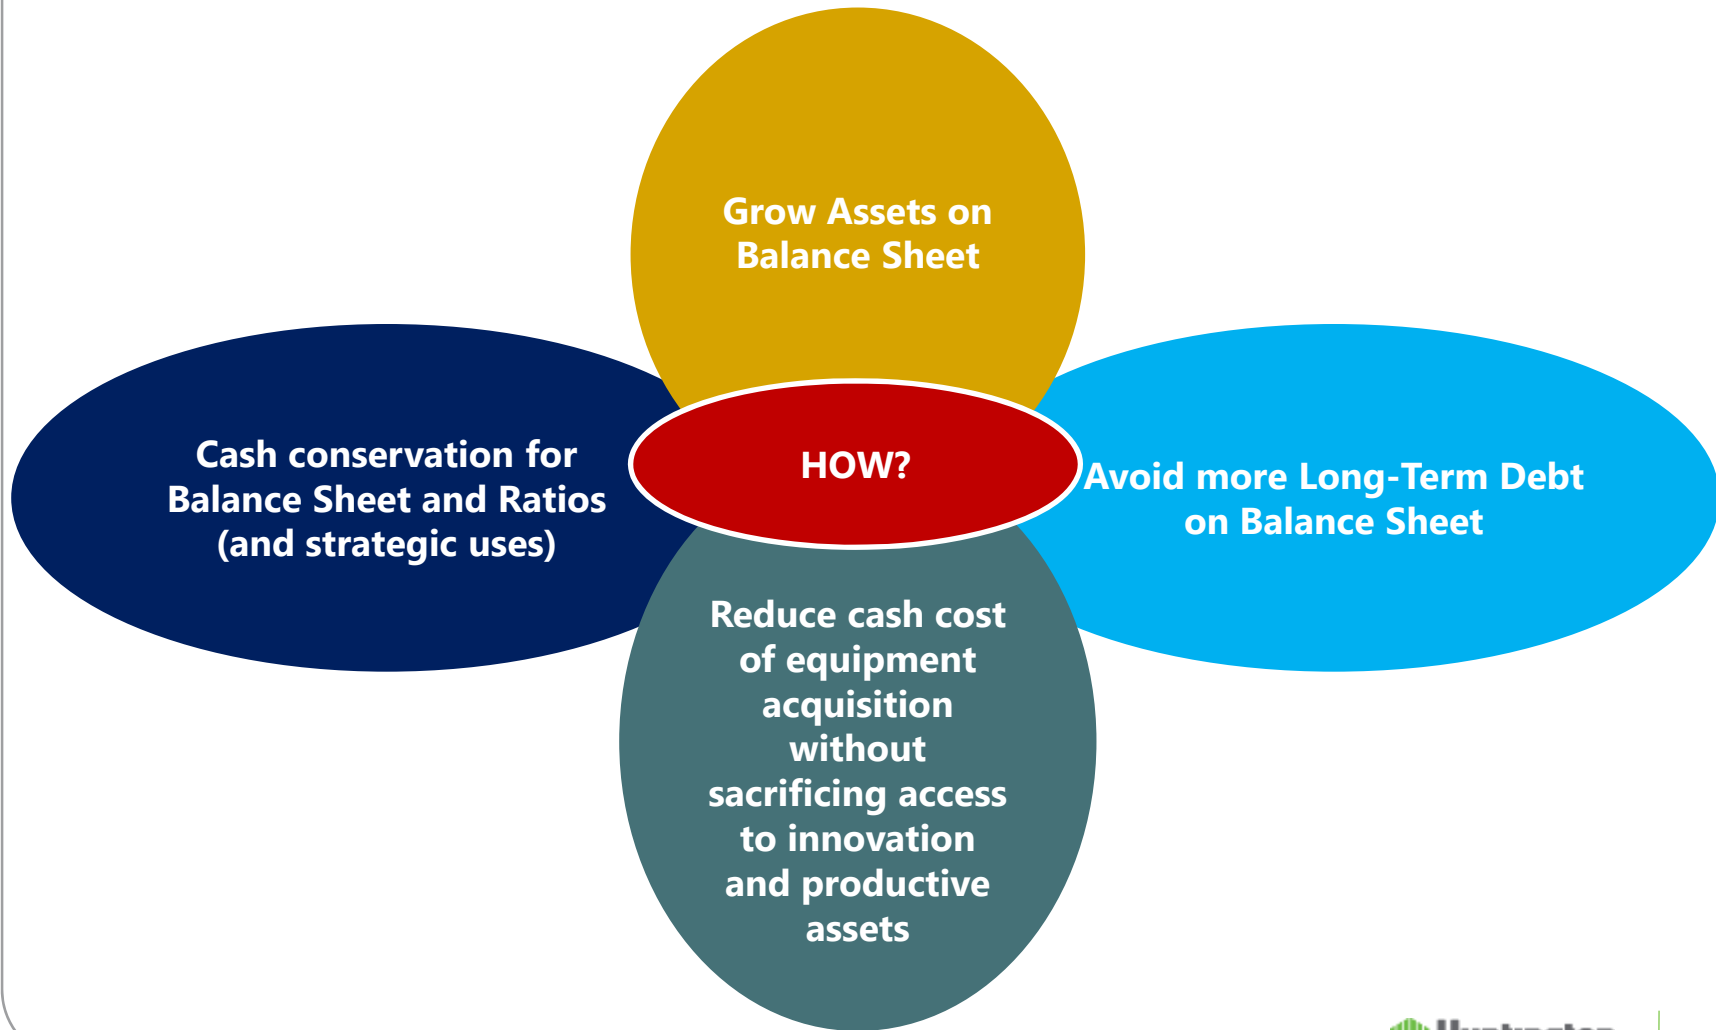 Grow Assets on
Balance Sheet
Cash conservation for
Balance Sheet and Ratios
(and strategic uses)
HOW?
Avoid more Long-Term Debt
on Balance Sheet
Reduce cash cost
of equipment
acquisition
without
sacrificing access
to innovation
and productive
assets
Huntington